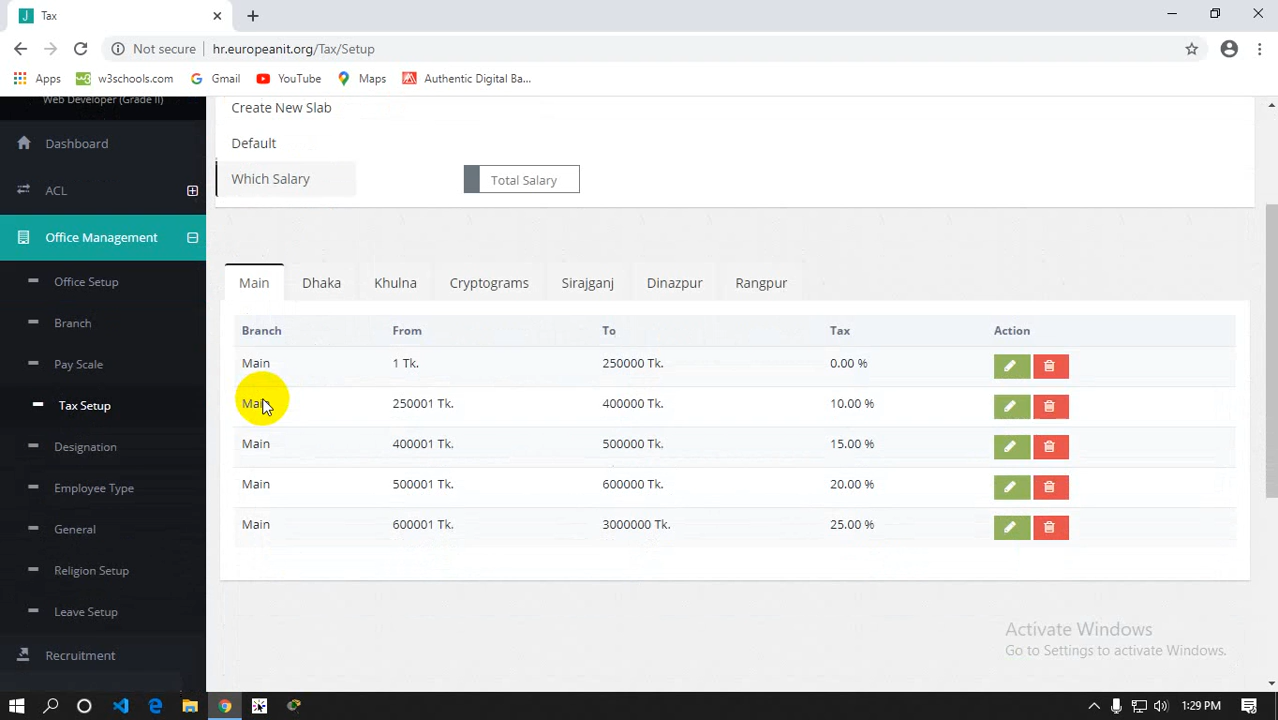 Tax
Not secure hr.europeanit.org/Tax/Setup
Apps w3schools.com Gmail YouTube Maps Authentic Digital Ba...
Web Developer (Grade II)
Dashboard
ACL
Office Management
Office Setup
Branch
Pay Scale
Tax Setup
Designation
Employee Type
General
Religion Setup
Leave Setup
Recruitment
Create New Slab
Default
Which Salary Total Salary
Main Dhaka Khulna Cryptograms Sirajganj Dinazpur Rangpur
Branch From To Tax Action
Main 1 Tk. 250000 Tk. 0.00 %
Main 250001 Tk. 400000 Tk. 10.00 %
Main 400001 Tk. 500000 Tk. 15.00 %
Main 500001 Tk. 600000 Tk. 20.00 %
Main 600001 Tk. 3000000 Tk. 25.00 %
Activate Windows
Go to Settings to activate Windows.
1:29 PM